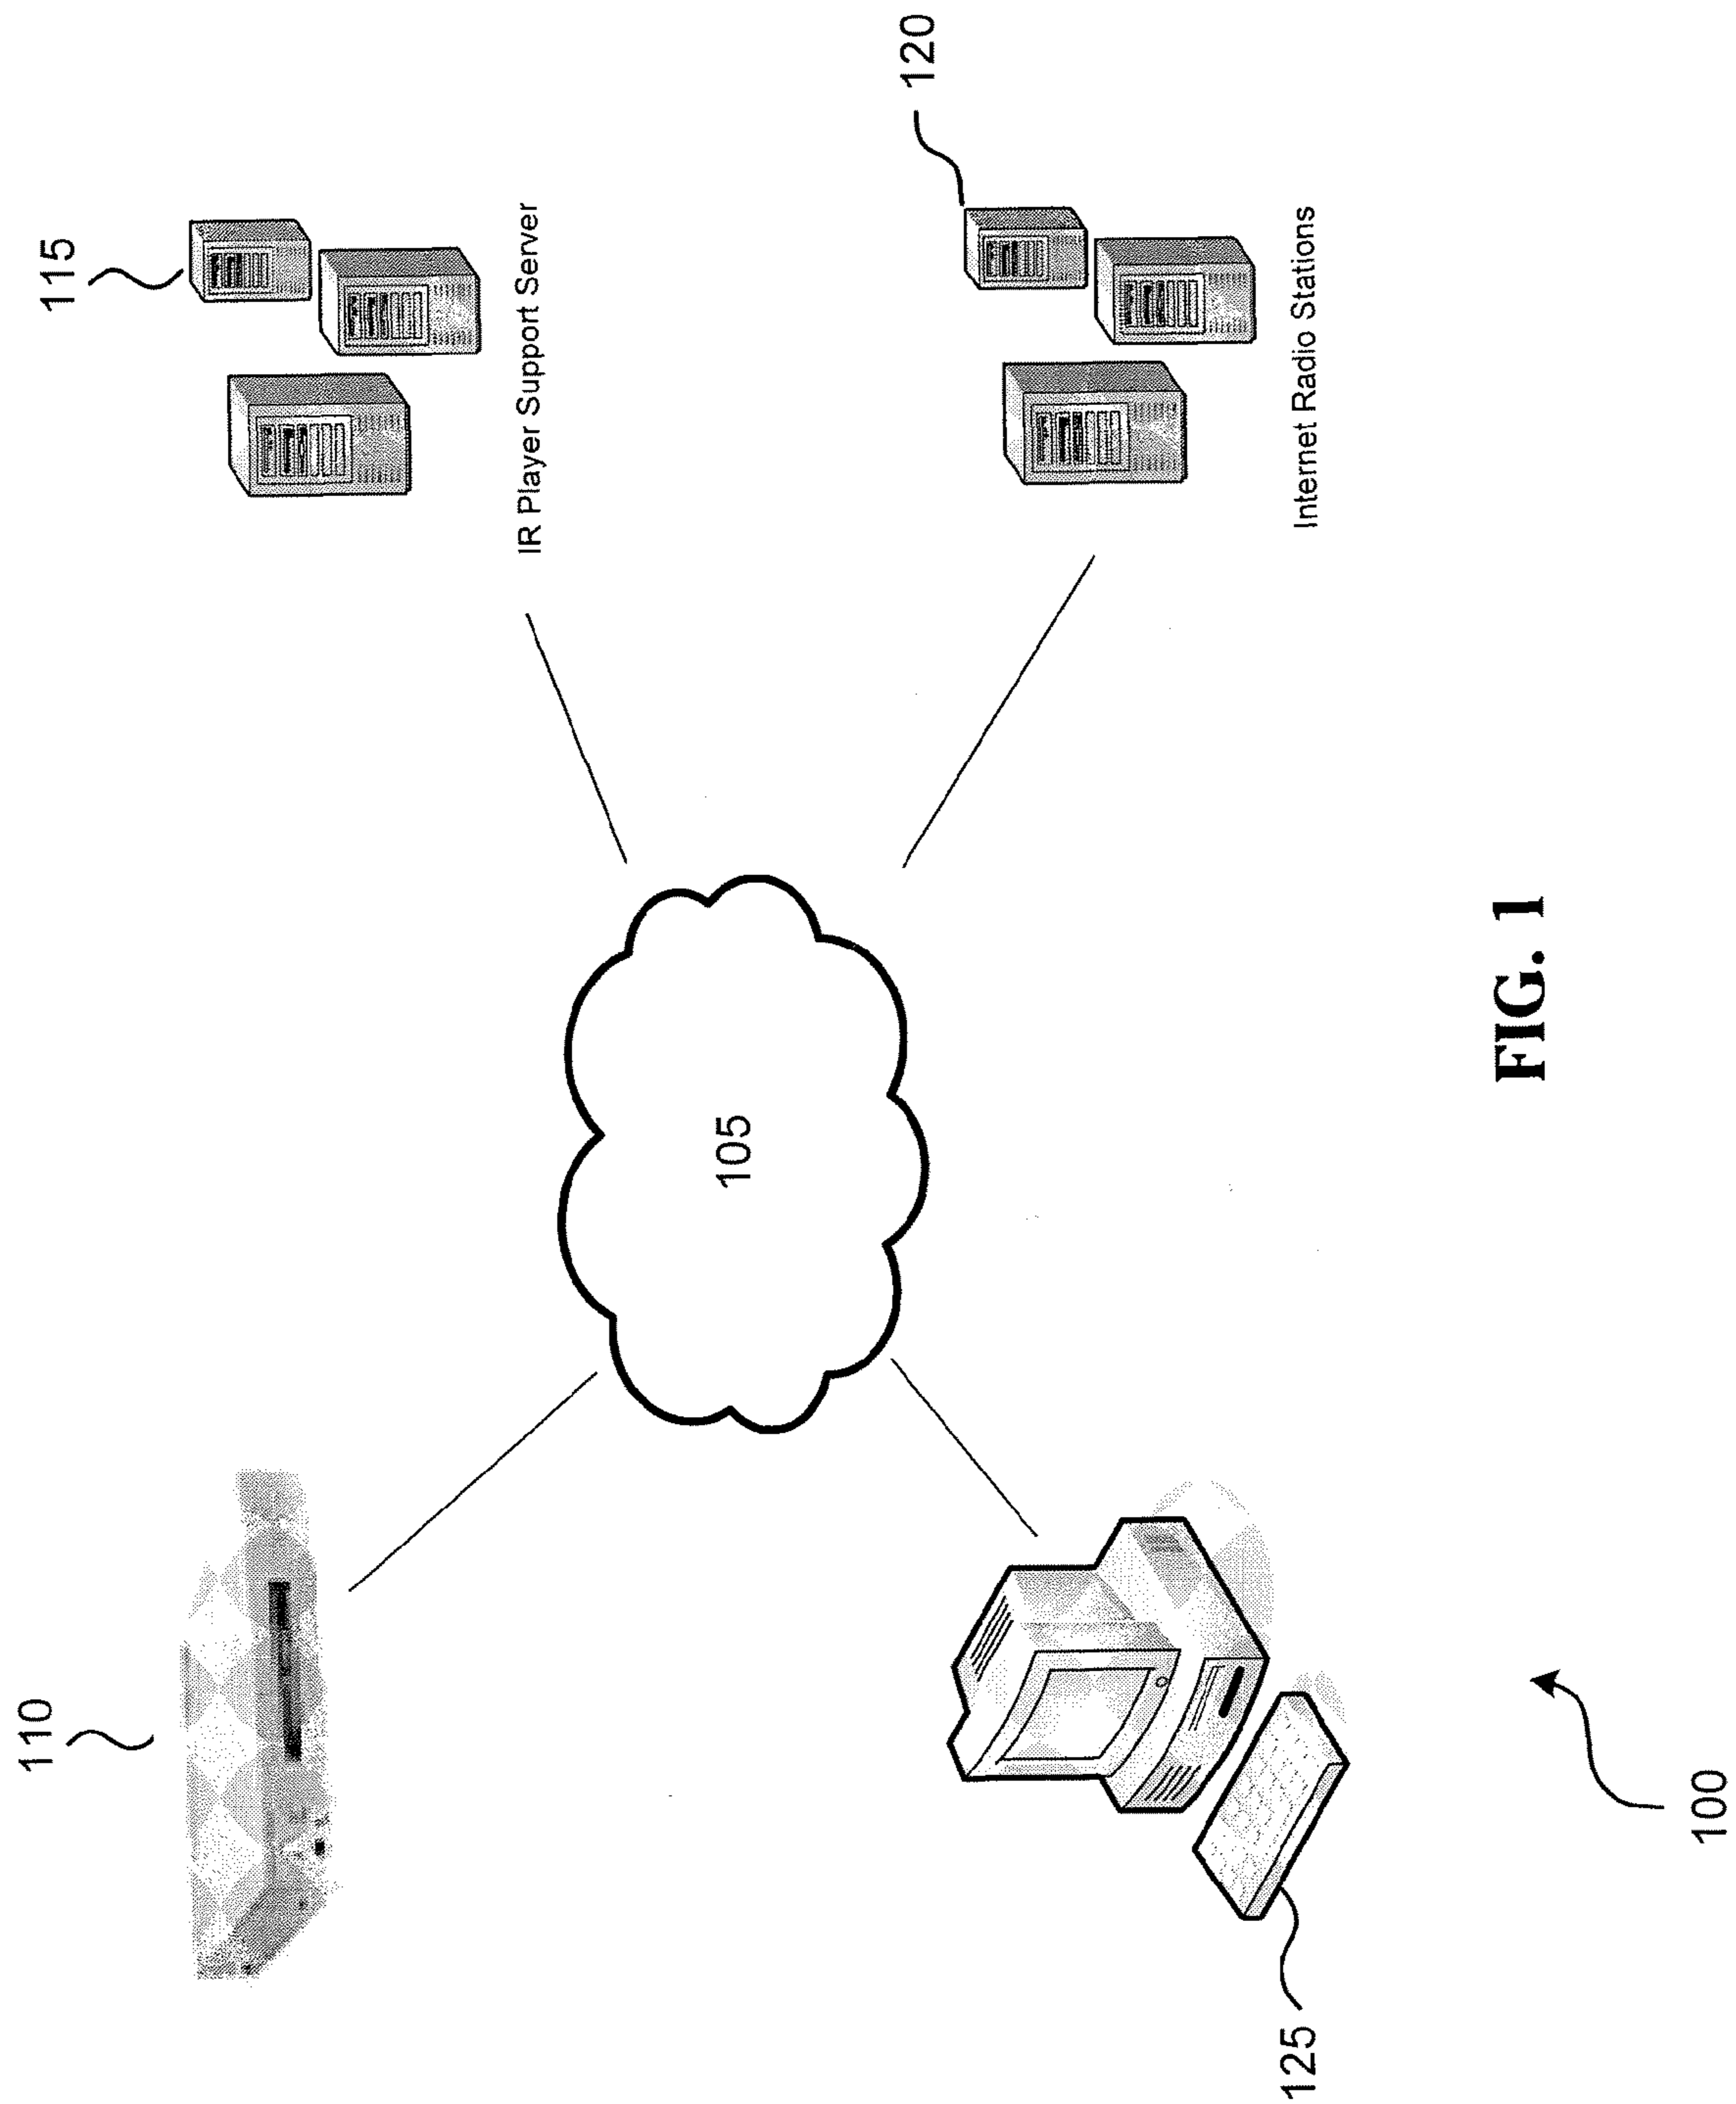 110
115
IR Player Support Server
105
120
125
Internet Radio Stations
100
FIG. 1